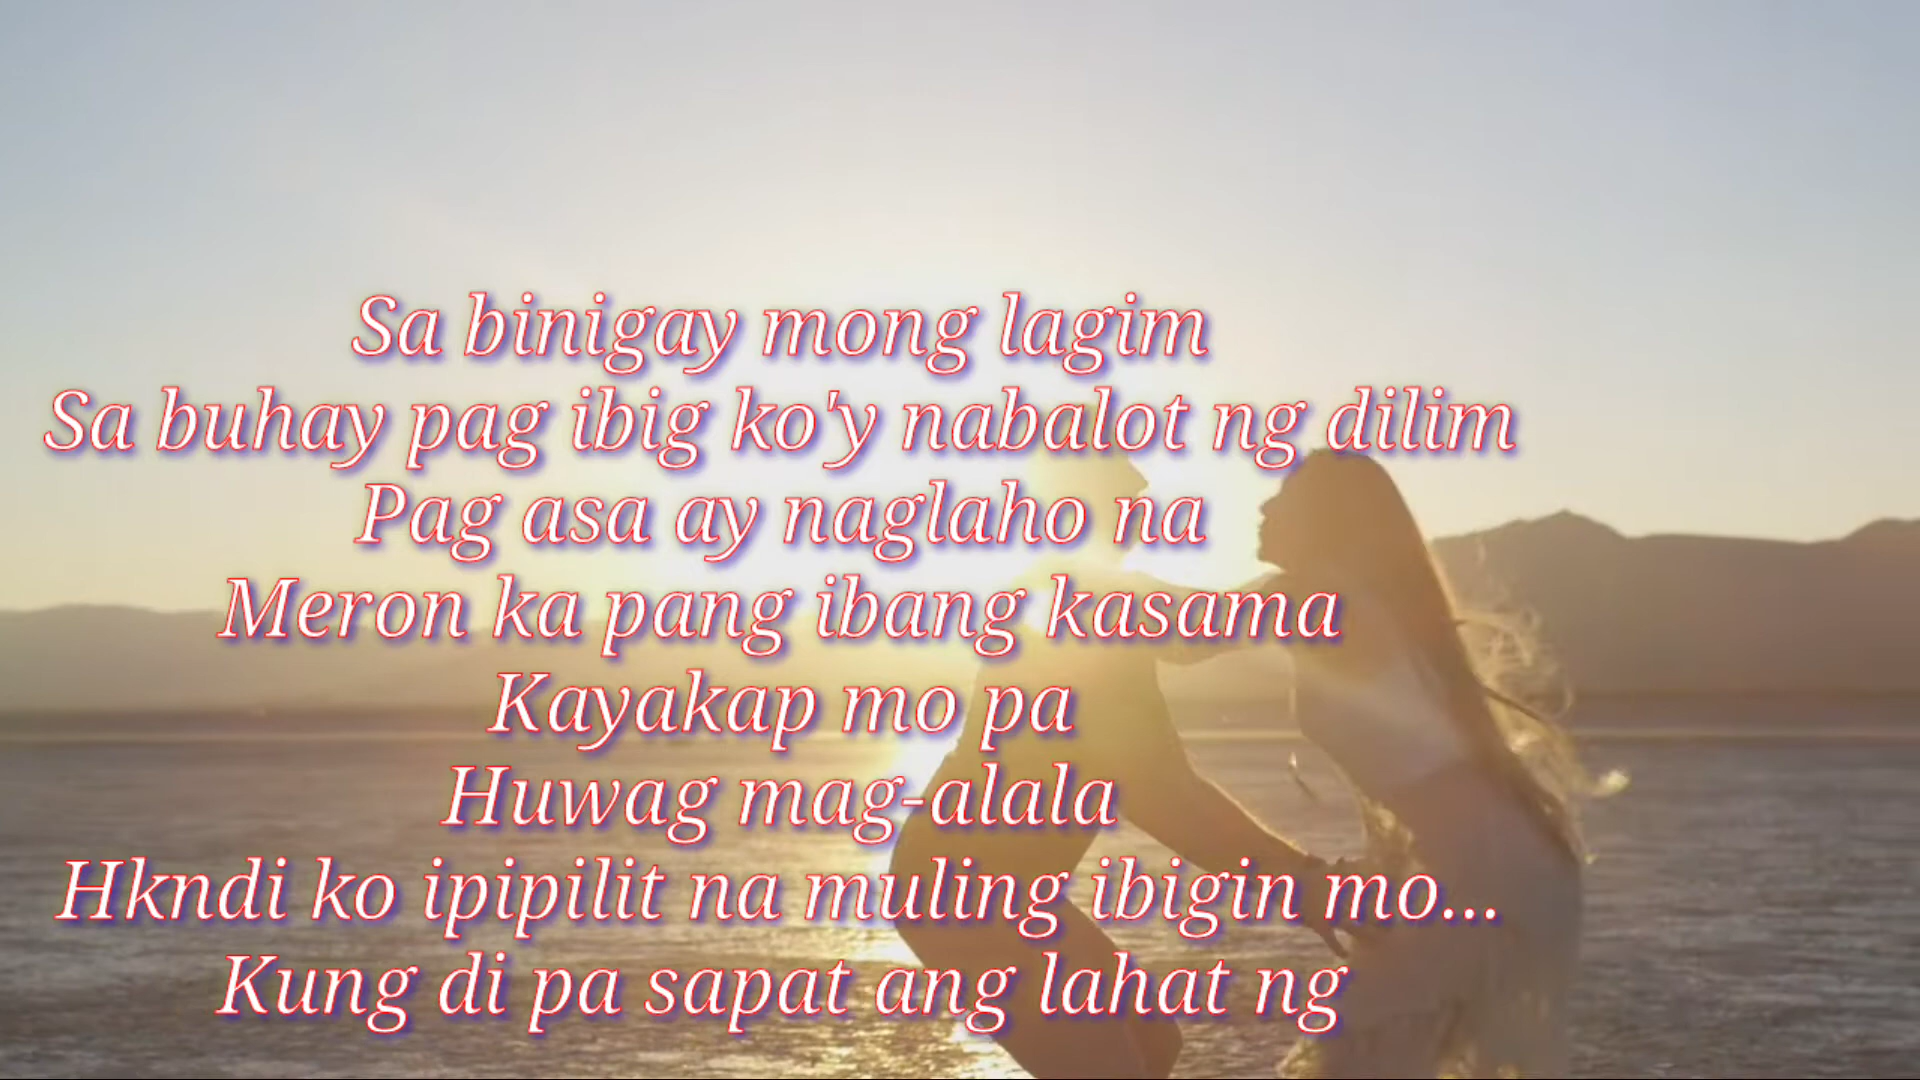 Sa binigay mong lagim
Sa buhay pag ibig ko'y nabalot ng dilim
Pag asa ay naglaho na
Meron ka pang ibang kasama
Kayakap mo pa
Huwag mag-alala
Hkndi ko ipipilit na muling ibigin mo...
Kung di pa sapat ang lahat ng